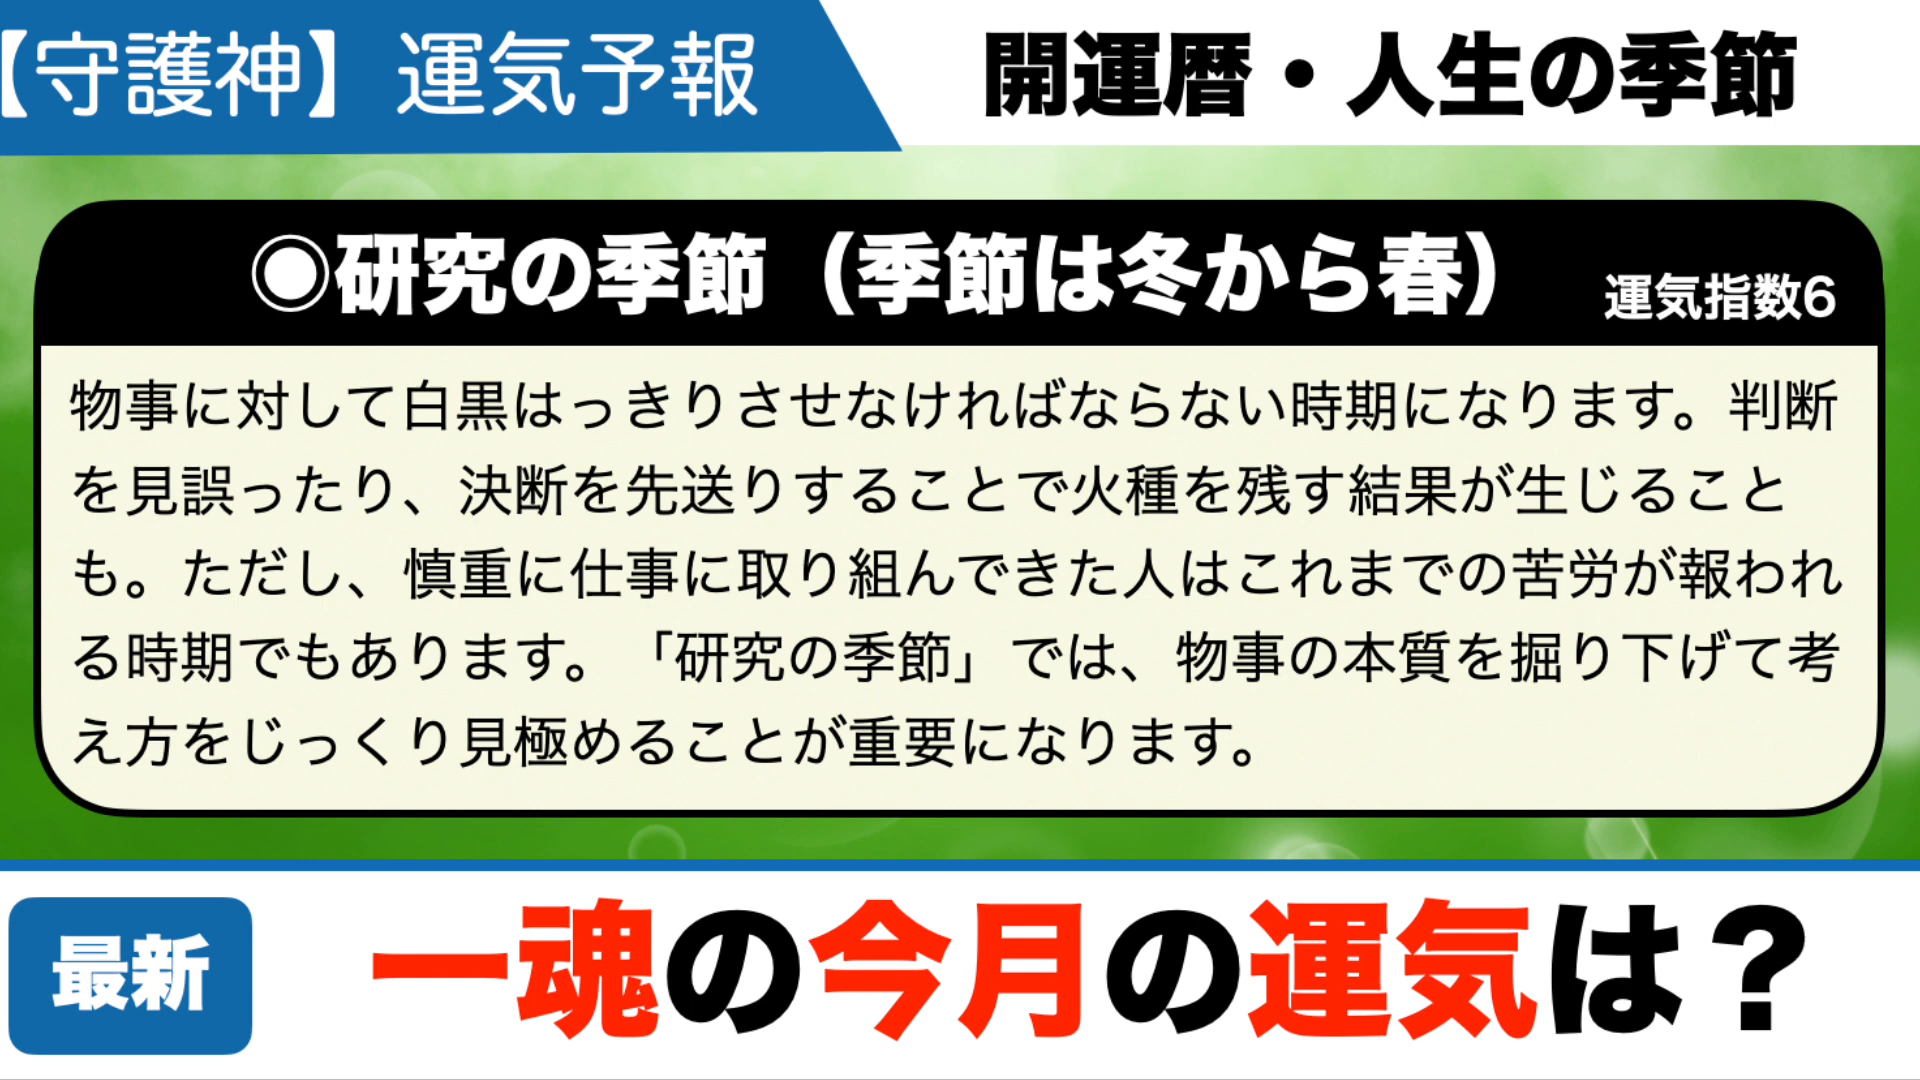 【守護神】運気予報
開運暦・人生の季節
◉研究の季節（季節は冬から春）
運気指数6
物事に対して白黒はっきりさせなければならない時期になります。判断
を見誤ったり、決断を先送りすることで火種を残す結果が生じること
も。ただし、慎重に仕事に取り組んできた人はこれまでの苦労が報われ
る時期でもあります。「研究の季節」では、物事の本質を掘り下げて考
え方をじっくり見極めることが重要になります。
最新
一魂の今月の運気は？